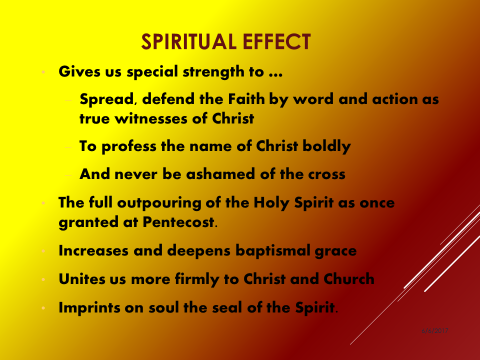 SPIRITUAL EFFECT
Gives us special strength to …
Spread, defend the Faith by word and action as
true witnesses of Christ
To profess the name of Christ boldly
And never be ashamed of the cross
The full outpouring of the Holy Spirit as once
granted at Pentecost.
Increases and deepens baptismal grace
Unites us more firmly to Christ and Church
Imprints on soul the seal of the Spirit.